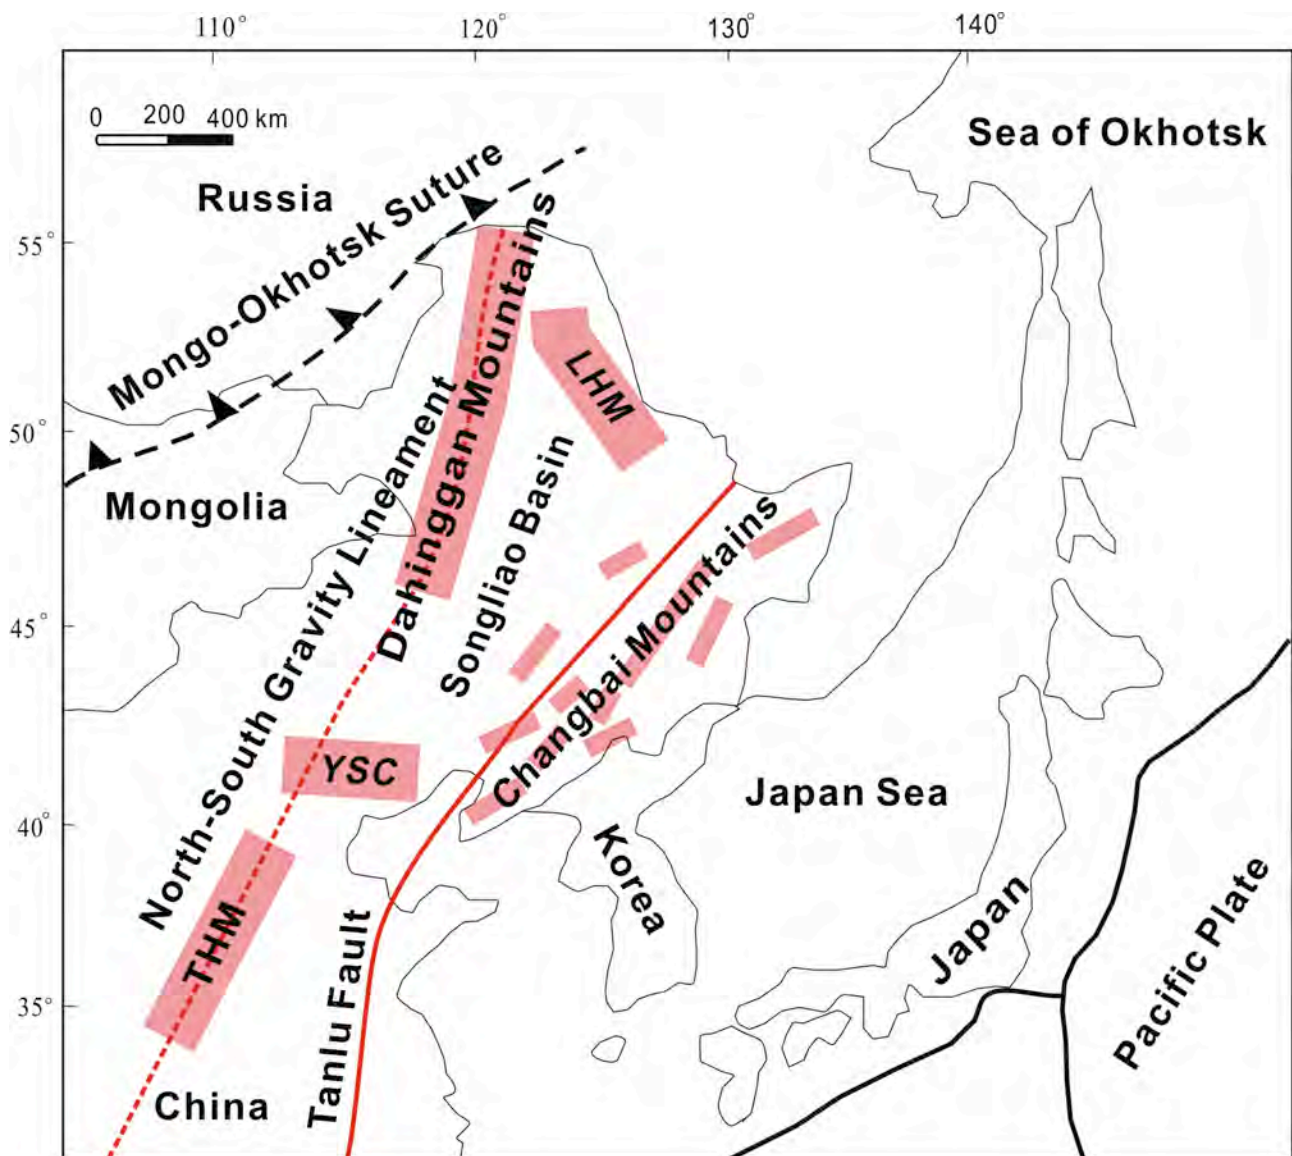 110° 120° 130° 140°
0 200 400 km
Sea of Okhotsk
Russia
Mongo-Okhotsk Suture
55°
Dahinggan Mountains
LHM
50°
Mongolia
North-South Gravity Lineament
Songliao Basin
Changbai Mountains
45°
YSC
Japan Sea
40°
Korea
THM
Japan
Pacific Plate
35°
Tanlu Fault
China